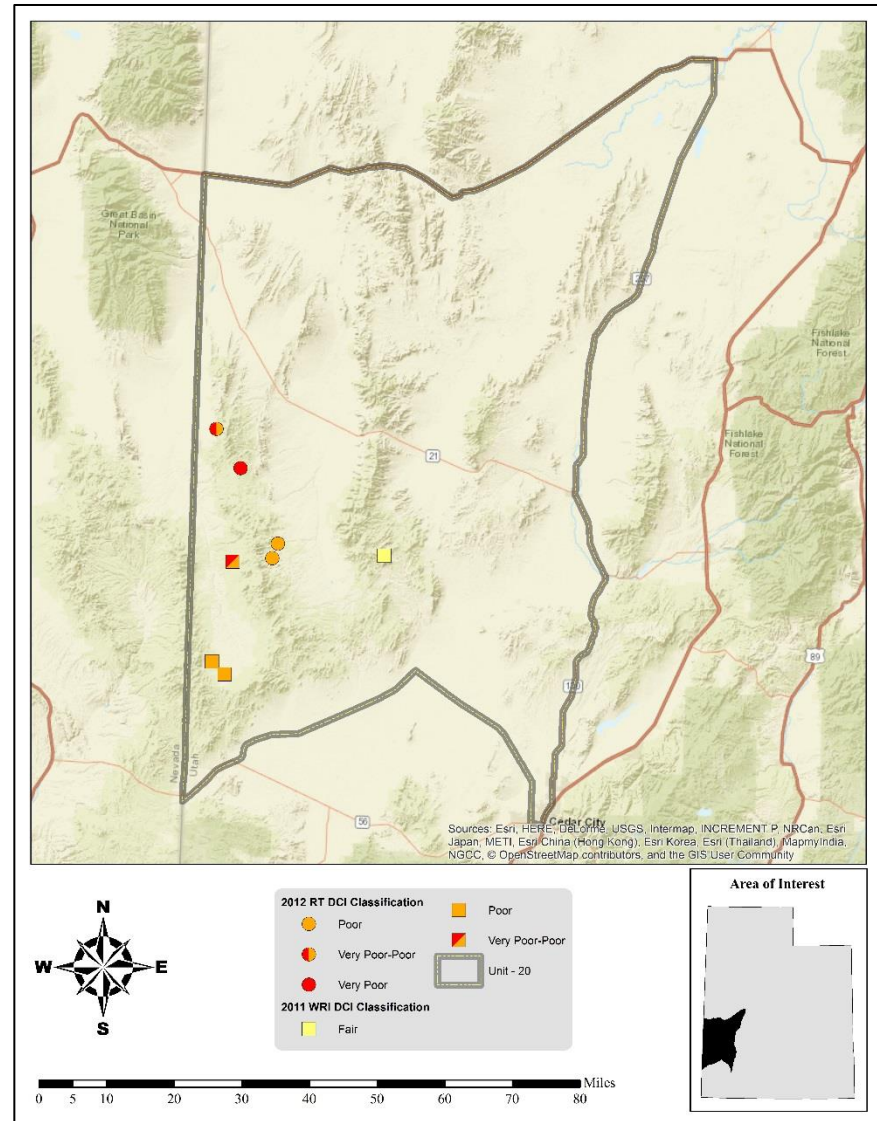 Great Basin
National
Park
257
Fishlake
National
Forest
Fishlake
National
Forest
21
89
130
Nevada
Utah
56
Cedar City
Sources: Esri, HERE, DeLorme, USGS, Intermap, INCREMENT P, NRCan, Esri
Japan, METI, Esri China (Hong Kong), Esri Korea, Esri (Thailand), MapmyIndia,
NGCC, © OpenStreetMap contributors, and the GIS User Community
N
W E
S
2012 RT DCI Classification
Poor
Very Poor-Poor
Very Poor
2011 WRI DCI Classification
Fair
Poor
Very Poor-Poor
Unit - 20
Area of Interest
Miles
0 5 10 20 30 40 50 60 70 80